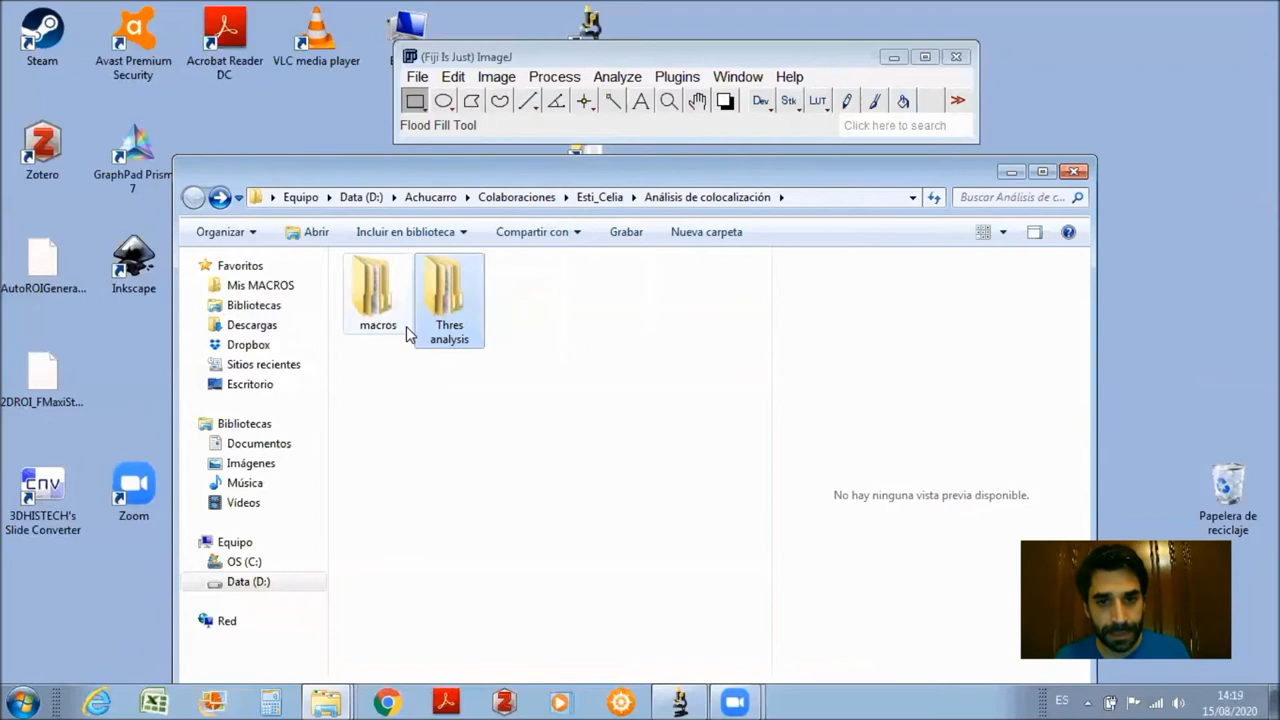 Steam
Avast Premium
Security
Acrobat Reader
DC
VLC media player
(Fiji Is Just) ImageJ
File Edit Image Process Analyze Plugins Window Help
Dev Stk LUT
Flood Fill Tool
Click here to search
Zotero
GraphPad Prism
7
Equipo Data (D:) Achucarro Colaboraciones Esti_Celia Análisis de colocalización
Buscar Análisis de c...
Organizar Abrir Incluir en biblioteca Compartir con Grabar Nueva carpeta
AutoROIGenera...
Inkscape
Favoritos
Mis MACROS
Bibliotecas
Descargas
Dropbox
Sitios recientes
Escritorio
macros
Thres
analysis
2DROI_FMaxiSt...
Bibliotecas
Documentos
Imágenes
Música
Vídeos
cnv
3DHISTECH's
Slide Converter
Zoom
No hay ninguna vista previa disponible.
Papelera de
reciclaje
Equipo
OS (C:)
Data (D:)
Red
ES
14:19
15/08/2020